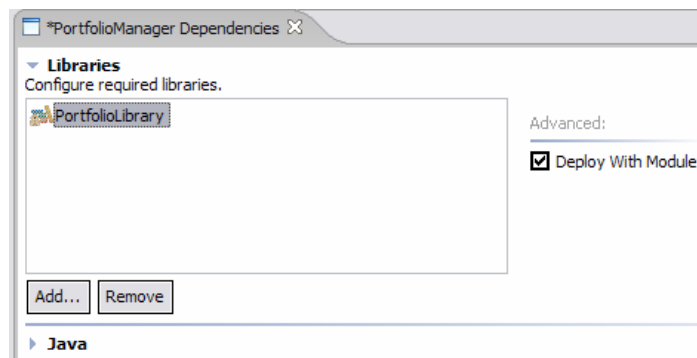 *PortfolioManager Dependencies
Libraries
Configure required libraries.
PortfolioLibrary
Advanced:
Deploy With Module
Add... Remove
Java